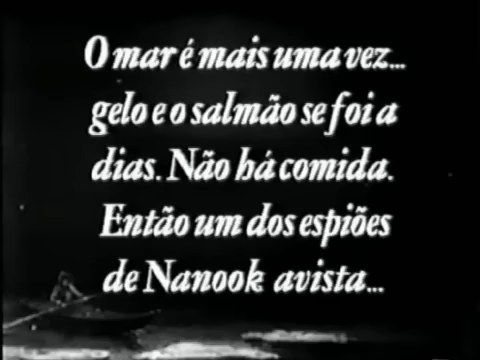 O mar é mais uma vez...
gelo e o salmão se foi a
dias. Não há comida.
Então um dos espiões
de Nanook avista...